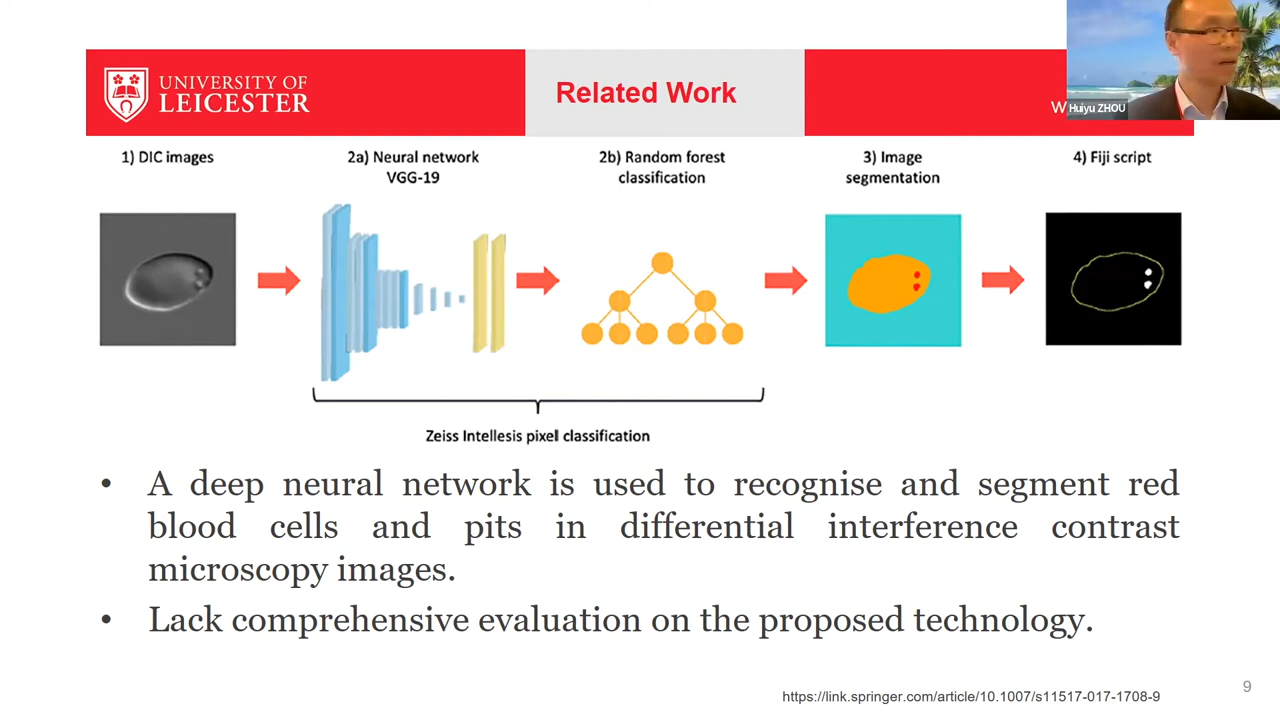 UNIVERSITY OF
LEICESTER
Related Work
W
Huiyu ZHOU
1) DIC images
2a) Neural network
VGG-19
2b) Random forest
classification
3) Image
segmentation
4) Fiji script
Zeiss Intellesis pixel classification
• A deep neural network is used to recognise and segment red
blood cells and pits in differential interference contrast
microscopy images.
• Lack comprehensive evaluation on the proposed technology.
https://link.springer.com/article/10.1007/s11517-017-1708-9
9